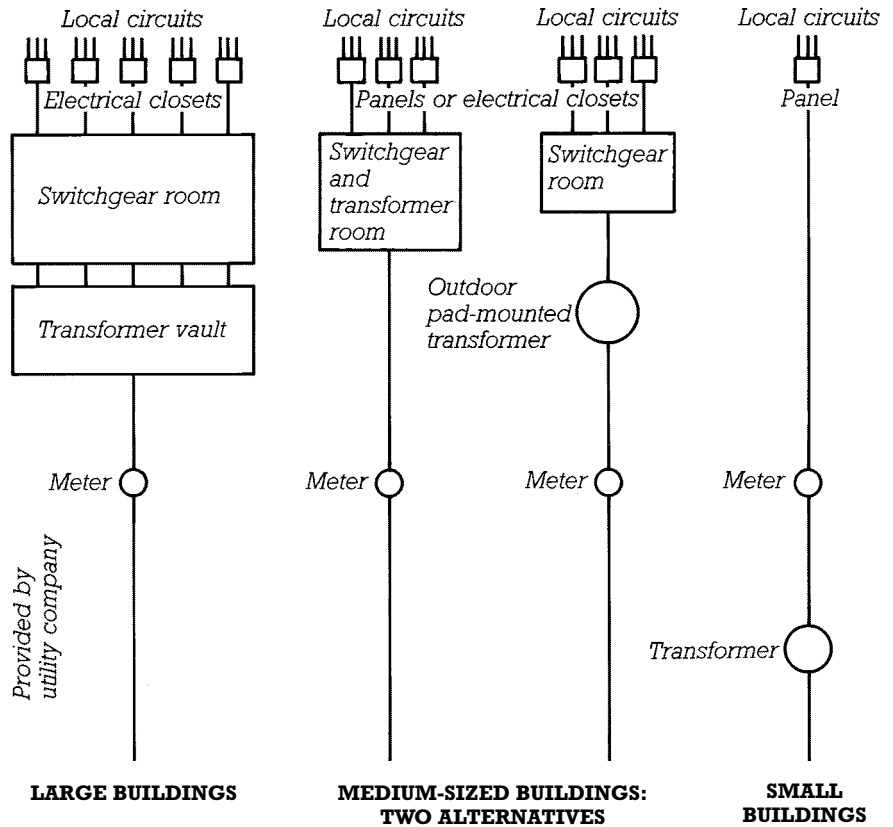 Local circuits
Local circuits
Local circuits
Local circuits
Electrical closets
Panels or electrical closets
Panel
Switchgear room
Switchgear
and
transformer
room
Switchgear
room
Transformer vault
Outdoor
pad-mounted
transformer
Meter
Meter
Meter
Meter
Provided by
utility company
Transformer
LARGE BUILDINGS
MEDIUM-SIZED BUILDINGS:
TWO ALTERNATIVES
SMALL
BUILDINGS